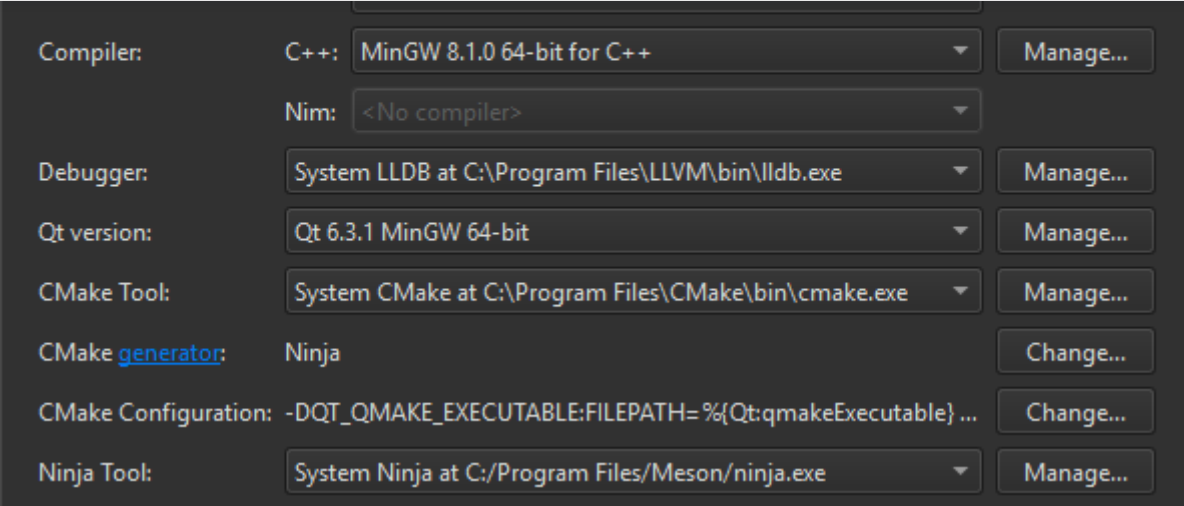 Compiler: C++: MinGW 8.1.0 64-bit for C++ Manage...
Nim: <No compiler>
Debugger: System LLDB at C:\Program Files\LLVM\bin\lldb.exe Manage...
Qt version: Qt 6.3.1 MinGW 64-bit Manage...
CMake Tool: System CMake at C:\Program Files\CMake\bin\cmake.exe Manage...
CMake generator: Ninja Change...
CMake Configuration: -DQT_QMAKE_EXECUTABLE:FILEPATH=%{Qt:qmakeExecutable} ... Change...
Ninja Tool: System Ninja at C:/Program Files/Meson/ninja.exe Manage...